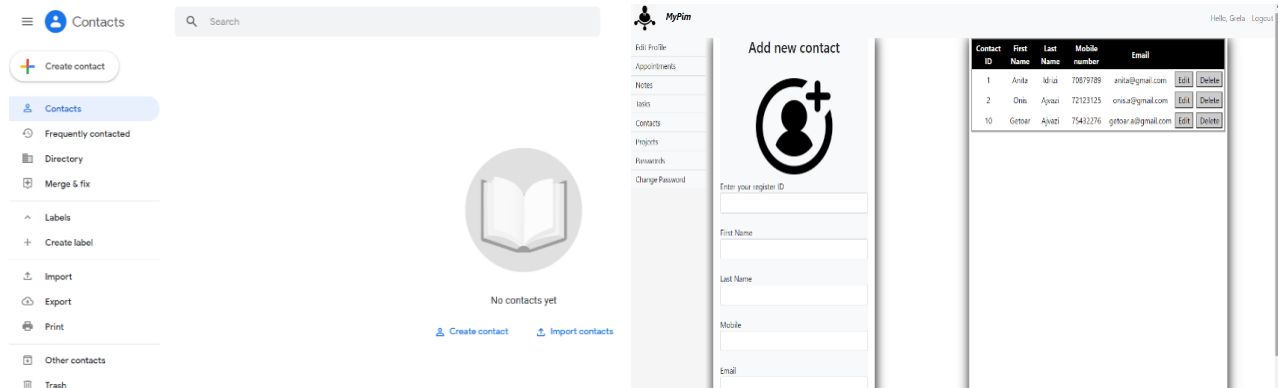 Contacts
Search
Create contact
Contacts
Frequently contacted
Directory
Merge & fix
Labels
Create label
Import
Export
Print
Other contacts
Trash
No contacts yet
Create contact Import contacts
MyPim
Hello, Greta Logout
Edit Profile
Appointments
Notes
Tasks
Contacts
Projects
Passwords
Change Password
Add new contact
Enter your register ID
First Name
Last Name
Mobile
Email
Contact ID First Name Last Name Mobile number Email
1 Anita Idrizi 70879789 anita@gmail.com Edit Delete
2 Onis Ajvazi 72123125 onis.a@gmail.com Edit Delete
10 Getoar Ajvazi 75432276 getoar.a@gmail.com Edit Delete